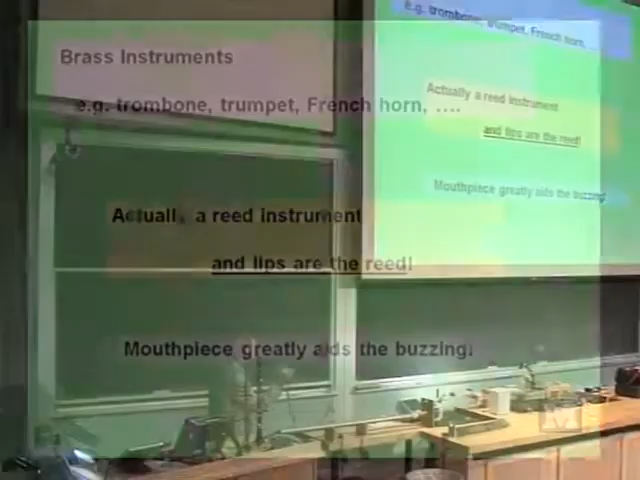 Brass Instruments
e.g. trombone, trumpet, French horn, ….
Actually a reed instrument
and lips are the reed!
Mouthpiece greatly aids the buzzing!
e.g. trombone, trumpet, French horn,
Actually a reed instrument
and lips are the reed!
Mouthpiece greatly aids the buzzing!
M